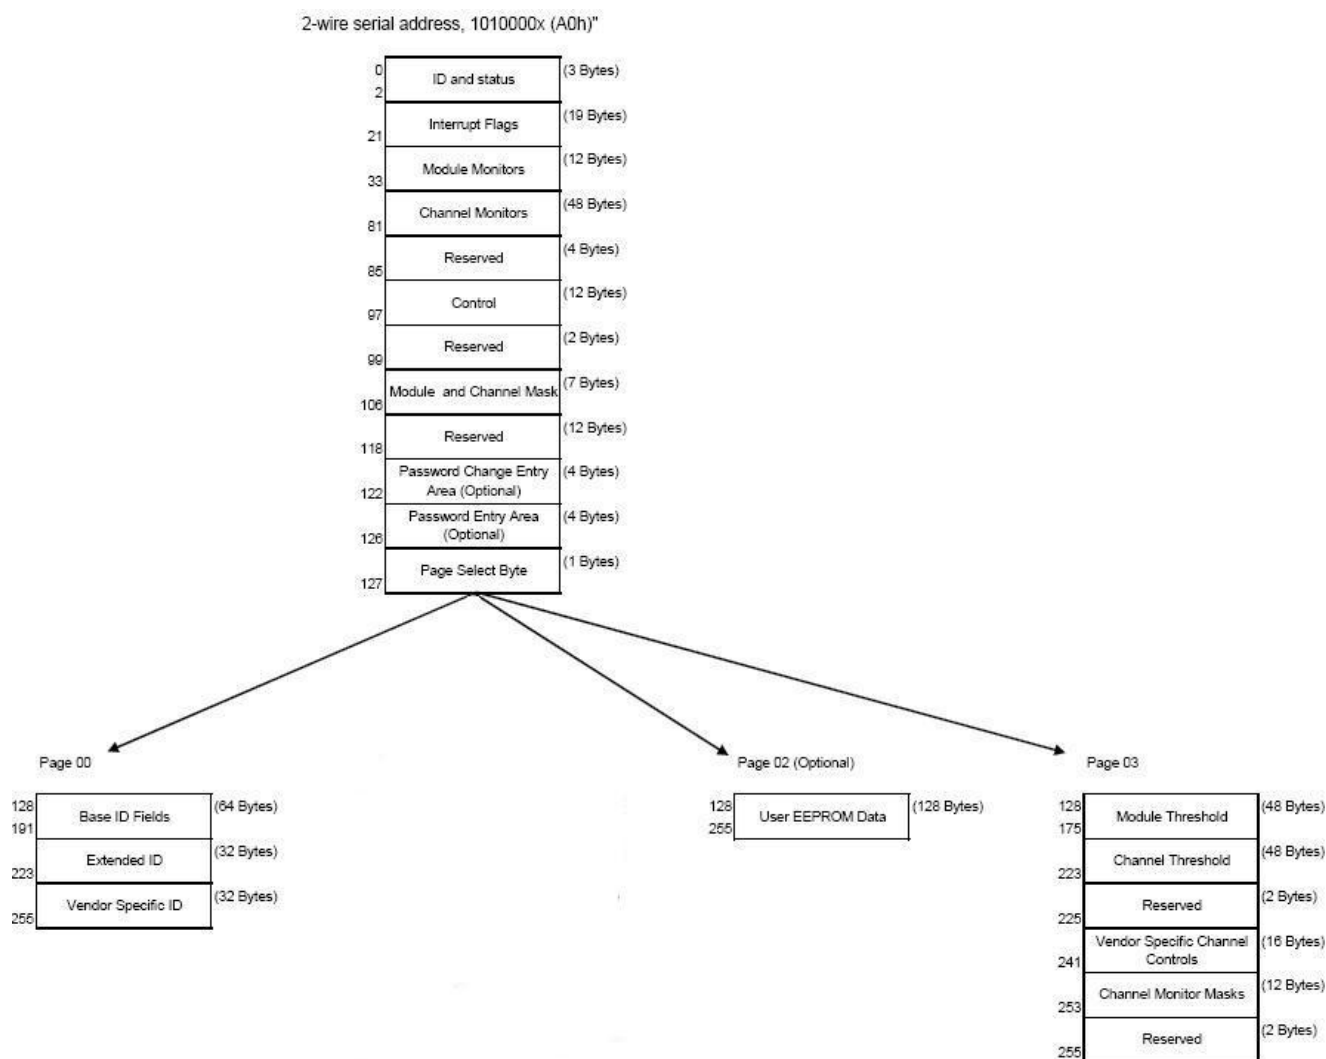 2-wire serial address, 1010000x (A0h)"
0
2
ID and status
(3 Bytes)
21
Interrupt Flags
(19 Bytes)
33
Module Monitors
(12 Bytes)
81
Channel Monitors
(48 Bytes)
85
Reserved
(4 Bytes)
97
Control
(12 Bytes)
99
Reserved
(2 Bytes)
106
Module and Channel Mask
(7 Bytes)
118
Reserved
(12 Bytes)
122
Password Change Entry
Area (Optional)
(4 Bytes)
126
Password Entry Area
(Optional)
(4 Bytes)
127
Page Select Byte
(1 Bytes)
Page 00
128
191
Base ID Fields
(64 Bytes)
223
Extended ID
(32 Bytes)
255
Vendor Specific ID
(32 Bytes)
Page 02 (Optional)
128
255
User EEPROM Data
(128 Bytes)
Page 03
128
175
Module Threshold
(48 Bytes)
223
Channel Threshold
(48 Bytes)
225
Reserved
(2 Bytes)
241
Vendor Specific Channel
Controls
(16 Bytes)
253
Channel Monitor Masks
(12 Bytes)
255
Reserved
(2 Bytes)